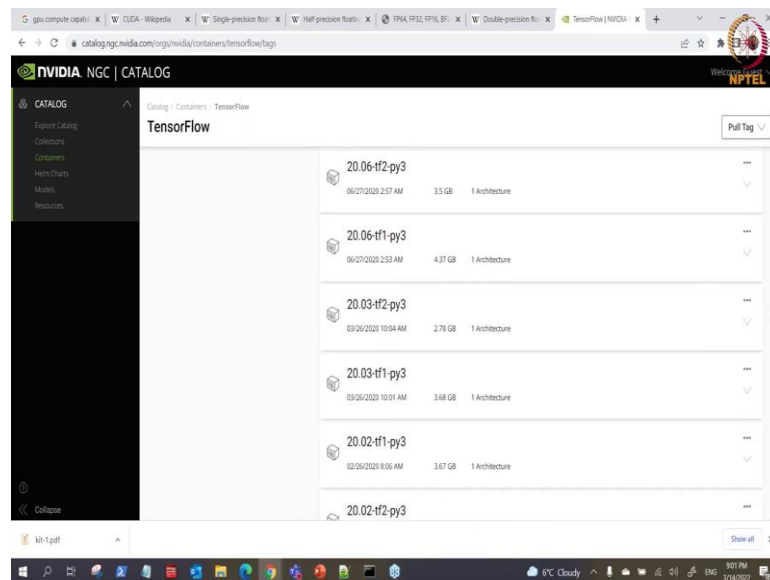 gpu compute capabi
CUDA - Wikipedia
Single-precision floati
Half-precision floatin
FP64, FP32, FP16, BF
Double-precision flo
TensorFlow | NVIDIA
catalog.ngc.nvidia.com/orgs/nvidia/containers/tensorflow/tags
NVIDIA. NGC | CATALOG
Welcome Guest
NPTEL
CATALOG
Explore Catalog
Collections
Containers
Helm Charts
Models
Resources
Collapse
Catalog > Containers > TensorFlow
TensorFlow
Pull Tag
20.06-tf2-py3
06/27/2020 2:57 AM 3.5 GB 1 Architecture
20.06-tf1-py3
06/27/2020 2:53 AM 4.37 GB 1 Architecture
20.03-tf2-py3
03/26/2020 10:04 AM 2.78 GB 1 Architecture
20.03-tf1-py3
03/26/2020 10:01 AM 3.68 GB 1 Architecture
20.02-tf1-py3
02/26/2020 8:06 AM 3.67 GB 1 Architecture
20.02-tf2-py3
kit-1.pdf
Show all
6°C Cloudy
ENG
9:01 PM
3/14/2022